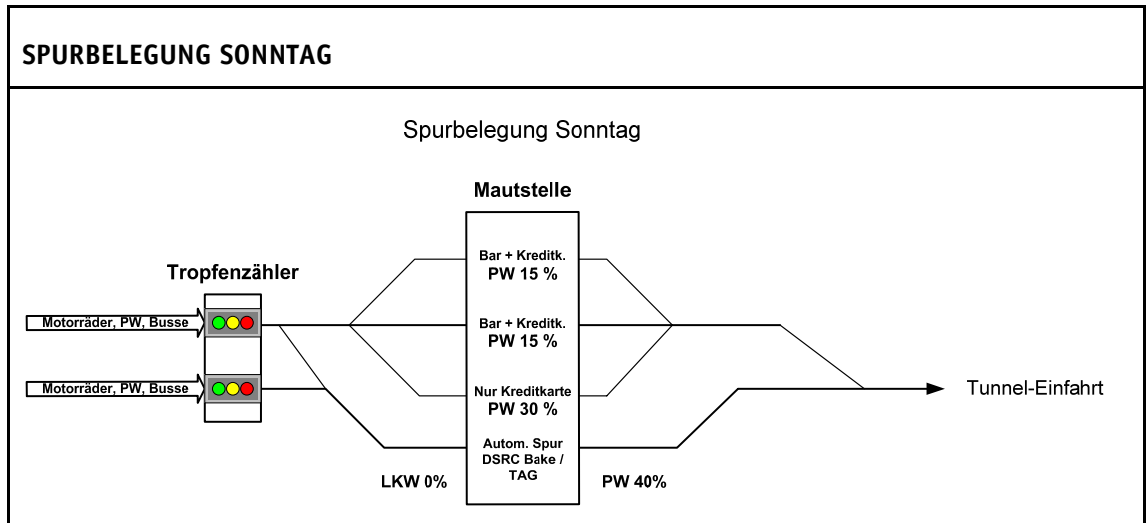 SPURBELEGUNG SONNTAG
Spurbelegung Sonntag
Mautstelle
Tropfenzähler
Motorräder, PW, Busse
Motorräder, PW, Busse
Bar + Kreditk.
PW 15 %
Bar + Kreditk.
PW 15 %
Nur Kreditkarte
PW 30 %
Autom. Spur
DSRC Bake /
TAG
LKW 0%
PW 40%
Tunnel-Einfahrt